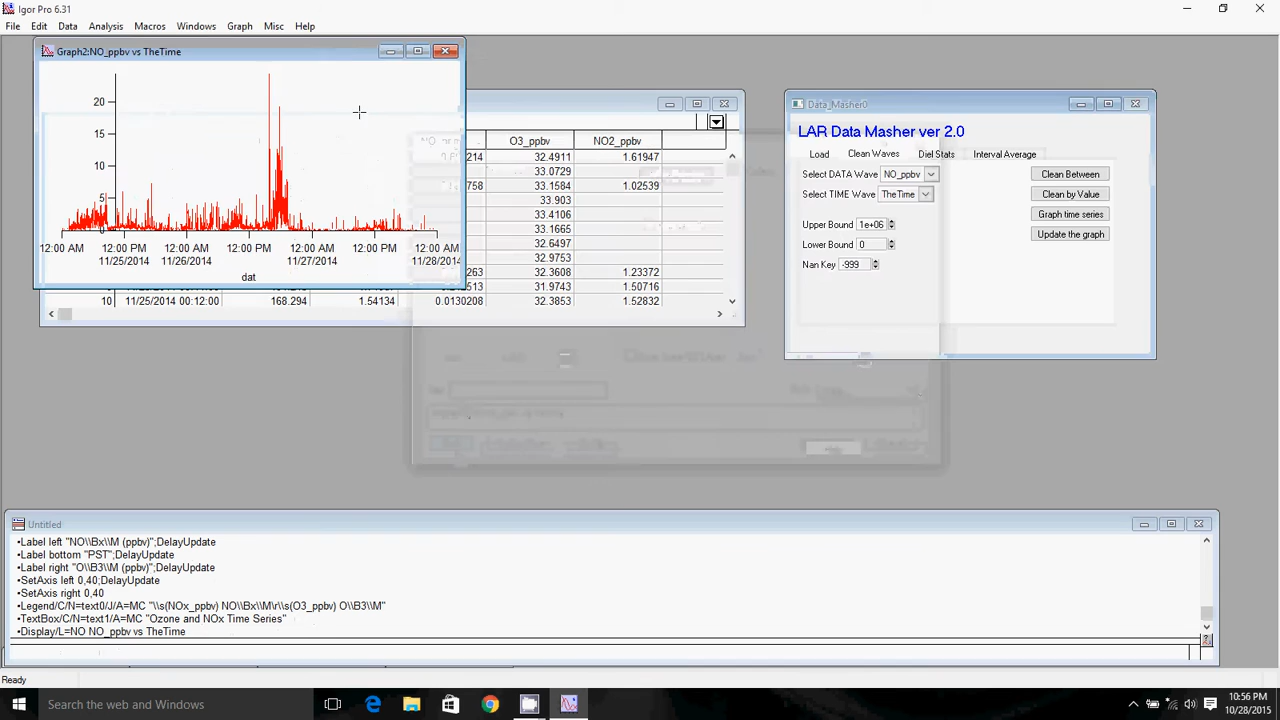 Igor Pro 6.31
File Edit Data Analysis Macros Windows Graph Misc Help
Graph2:NO_ppbv vs TheTime
20
15
10
5
0
12:00 AM 12:00 PM 12:00 AM 12:00 PM 12:00 AM 12:00 PM 12:00 AM
11/25/2014 11/26/2014 11/27/2014 11/28/2014
dat
O3_ppbv NO2_ppbv
214 32.4911 1.61947
33.0729
758 33.1584 1.02539
33.903
33.4106
33.1665
32.6497
32.9753
263 32.3608 1.23372
31.9743 1.50716
10 11/25/2014 00:12:00 168.294 1.54134 0.0130208 32.3853 1.52832
Data_Masher0
LAR Data Masher ver 2.0
Load Clean Waves Diel Stats Interval Average
Select DATA Wave NO_ppbv
Select TIME Wave TheTime
Upper Bound 1e+06
Lower Bound 0
Nan Key -999
Clean Between
Clean by Value
Graph time series
Update the graph
Untitled
•Label left "NO\\Bx\\M (ppbv)";DelayUpdate
•Label bottom "PST";DelayUpdate
•Label right "O\\B3\\M (ppbv)";DelayUpdate
•SetAxis left 0,40;DelayUpdate
•SetAxis right 0,40
•Legend/C/N=text0/J/A=MC "\\s(NOx_ppbv) NO\\Bx\\M\r\\s(O3_ppbv) O\\B3\\M"
•TextBox/C/N=text1/A=MC "Ozone and NOx Time Series"
•Display/L=NO NO_ppbv vs TheTime
Ready
Search the web and Windows
10:56 PM
10/28/2015